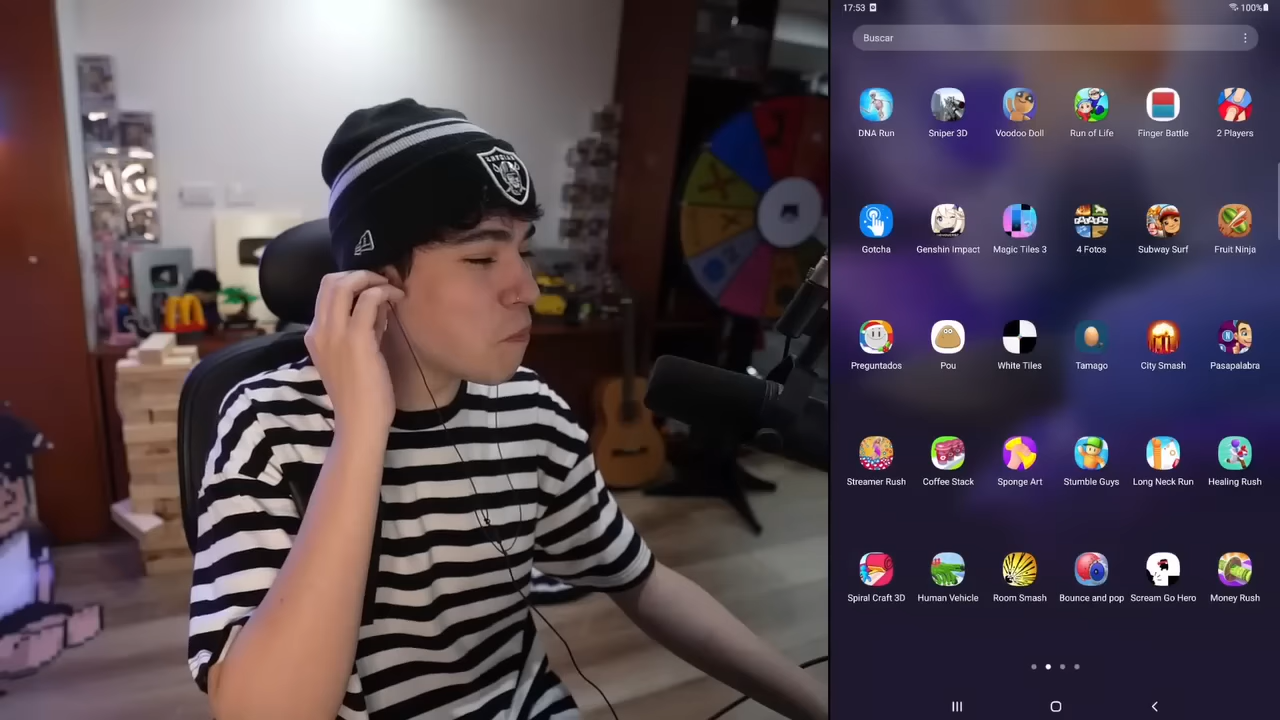 17:53
100%
Buscar
DNA Run
Sniper 3D
Voodoo Doll
Run of Life
Finger Battle
2 Players
Gotcha
Genshin Impact
Magic Tiles 3
4 Fotos
Subway Surf
Fruit Ninja
Preguntados
Pou
White Tiles
Tamago
City Smash
Pasapalabra
Streamer Rush
Coffee Stack
Sponge Art
Stumble Guys
Long Neck Run
Healing Rush
Spiral Craft 3D
Human Vehicle
Room Smash
Bounce and pop
Scream Go Hero
Money Rush
RAIDERS